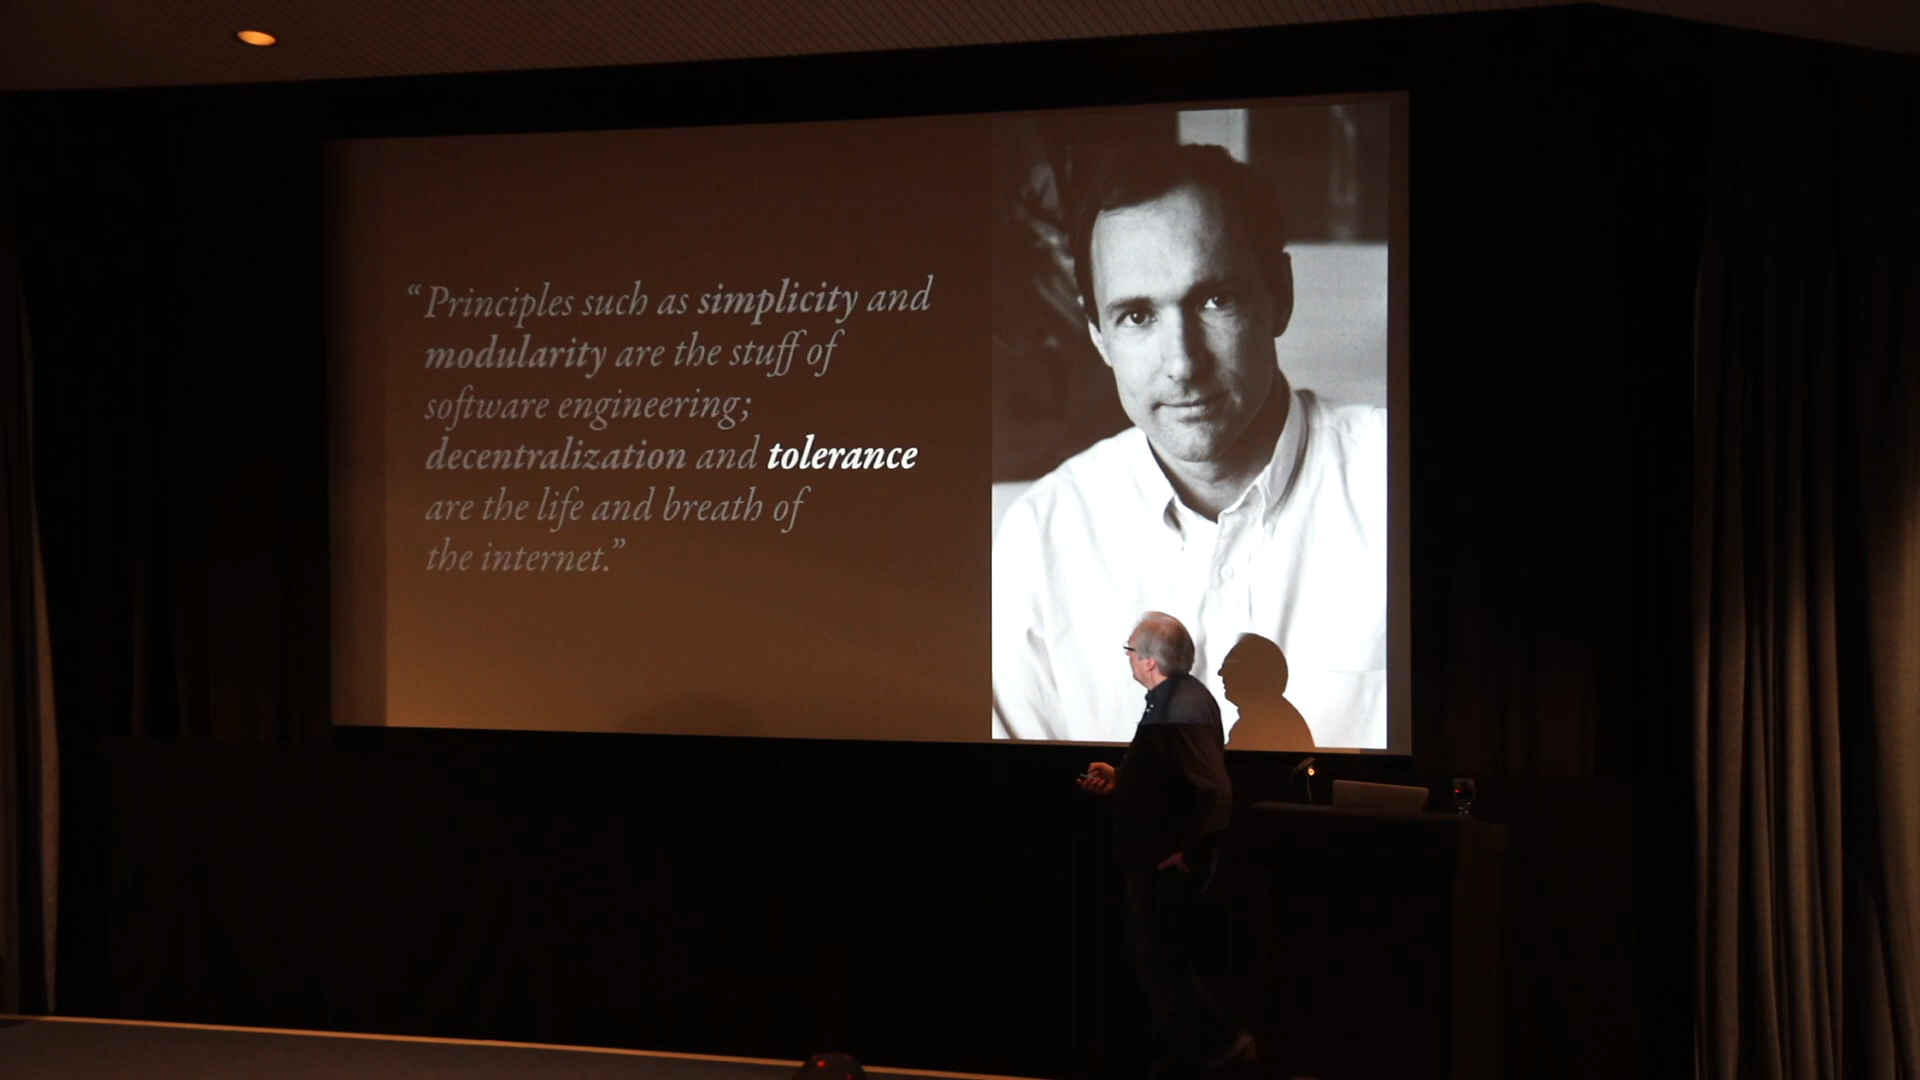 “Principles such as simplicity and
modularity are the stuff of
software engineering;
decentralization and tolerance
are the life and breath of
the internet.”